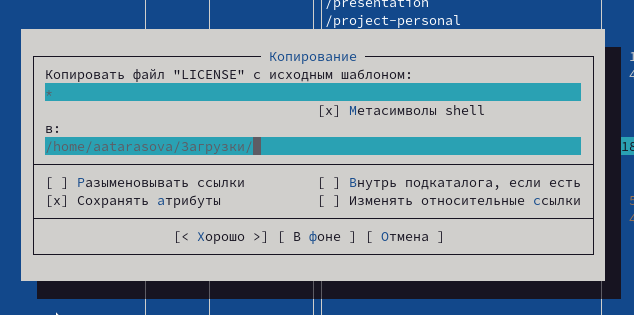 /presentation
/project-personal
Копирование
Копировать файл "LICENSE" с исходным шаблоном:
*
[x] Метасимволы shell
в:
/home/aatarasova/Загрузки/
[ ] Разыменовывать ссылки [ ] Внутрь подкаталога, если есть
[x] Сохранять атрибуты [ ] Изменять относительные ссылки
[< Хорошо >] [ В фоне ] [ Отмена ]